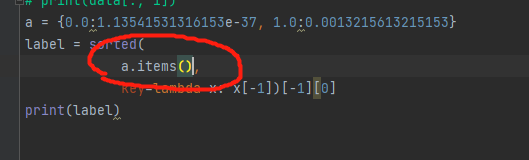 # print(data[:, 1])
a = {0.0:1.13541531316153e-37, 1.0:0.0013215613215153}
label = sorted(
a.items(),
key=lambda x: x[-1])[-1][0]
print(label)